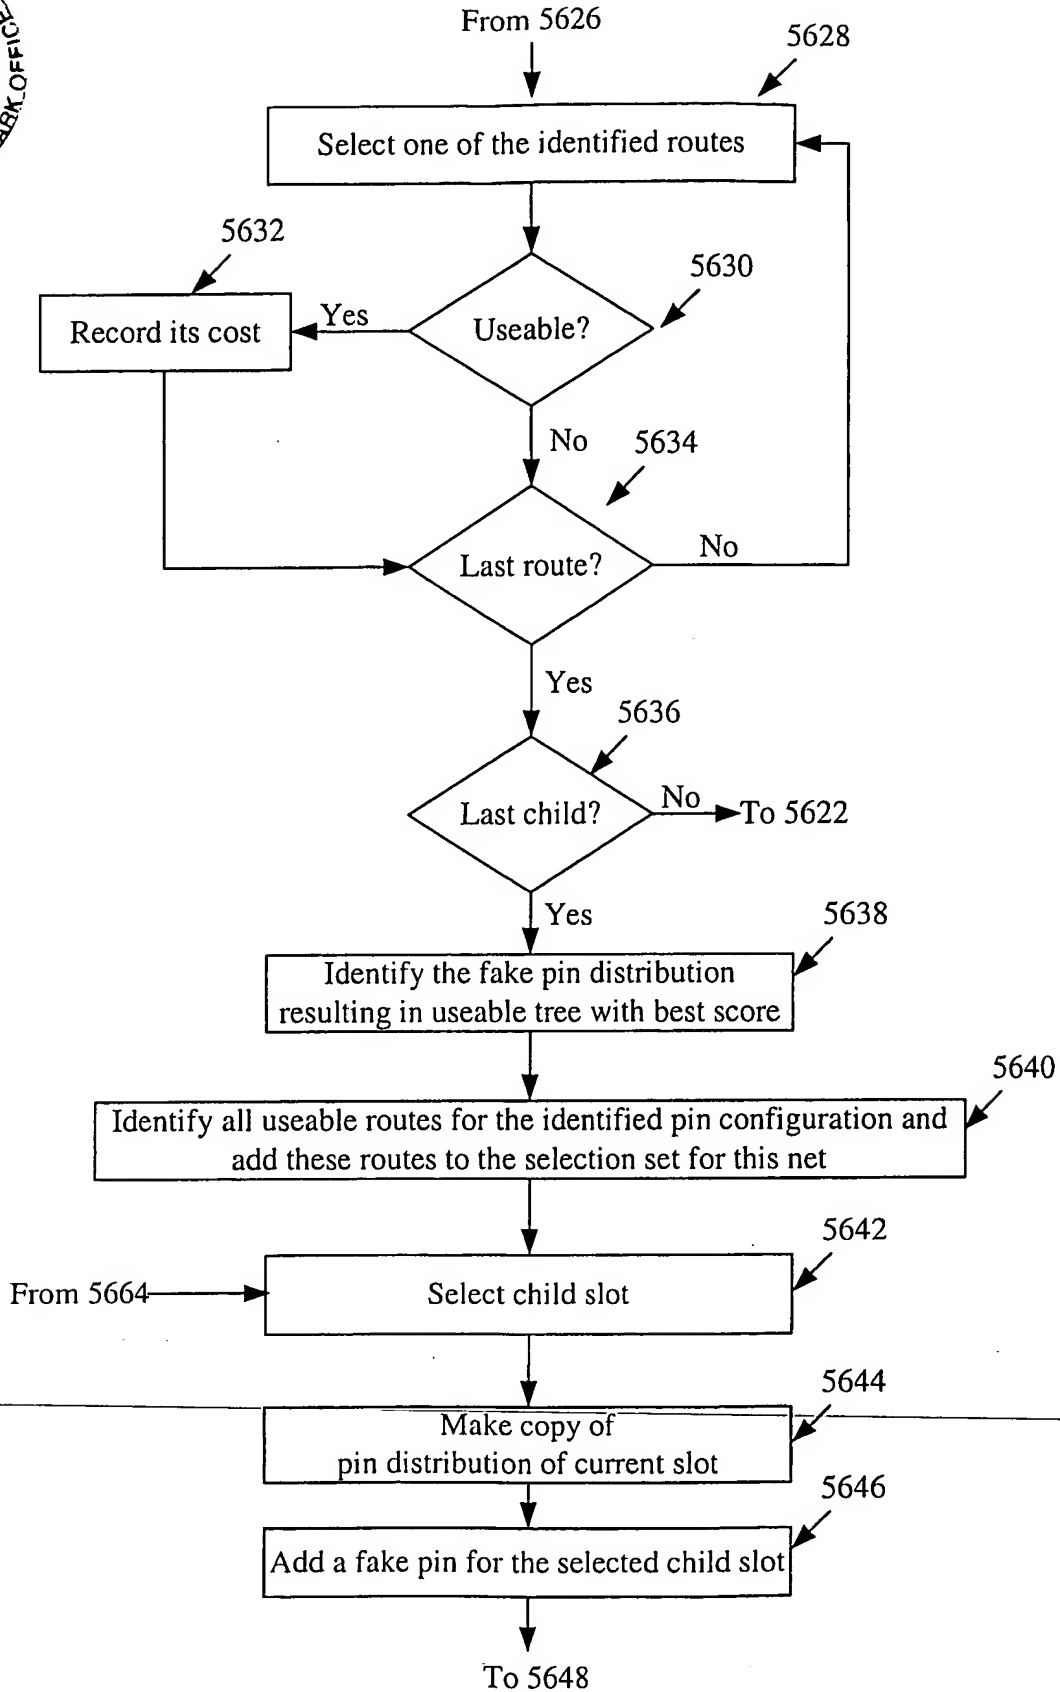 From 5626
5628
ARK OFFICE
Select one of the identified routes
5632
5630
Record its cost
Yes
Useable?
No
5634
Last route?
No
Yes
5636
Last child?
No
To 5622
Yes
5638
Identify the fake pin distribution
resulting in useable tree with best score
5640
Identify all useable routes for the identified pin configuration and
add these routes to the selection set for this net
5642
From 5664
Select child slot
5644
Make copy of
pin distribution of current slot
5646
Add a fake pin for the selected child slot
To 5648